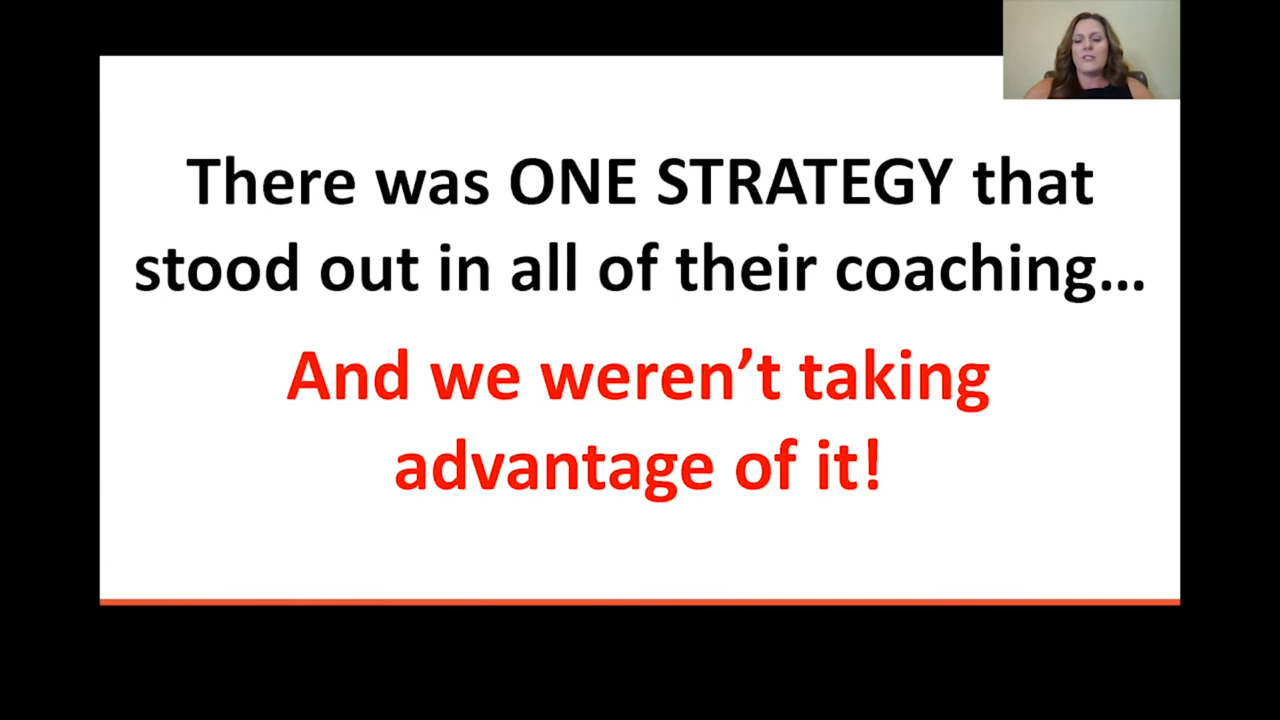 There was ONE STRATEGY that
stood out in all of their coaching...
And we weren’t taking
advantage of it!